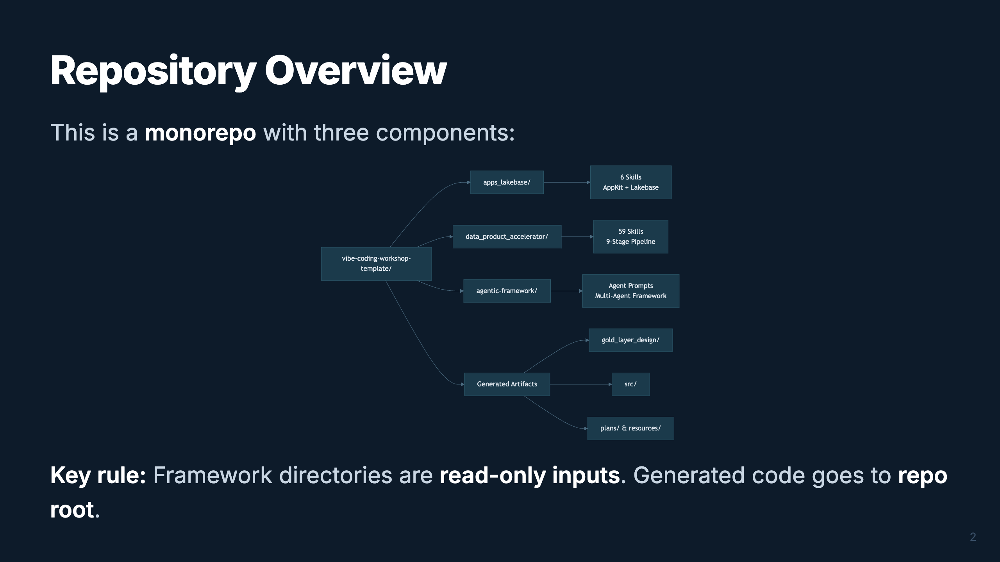 Repository Overview
This is a monorepo with three components:
apps_lakebase/
6 Skills
AppKit + Lakebase
data_product_accelerator/
59 Skills
9-Stage Pipeline
vibe-coding-workshop-
template/
agentic-framework/
Agent Prompts
Multi-Agent Framework
gold_layer_design/
Generated Artifacts
src/
plans/ & resources/
Key rule: Framework directories are read-only inputs. Generated code goes to repo
root.
2